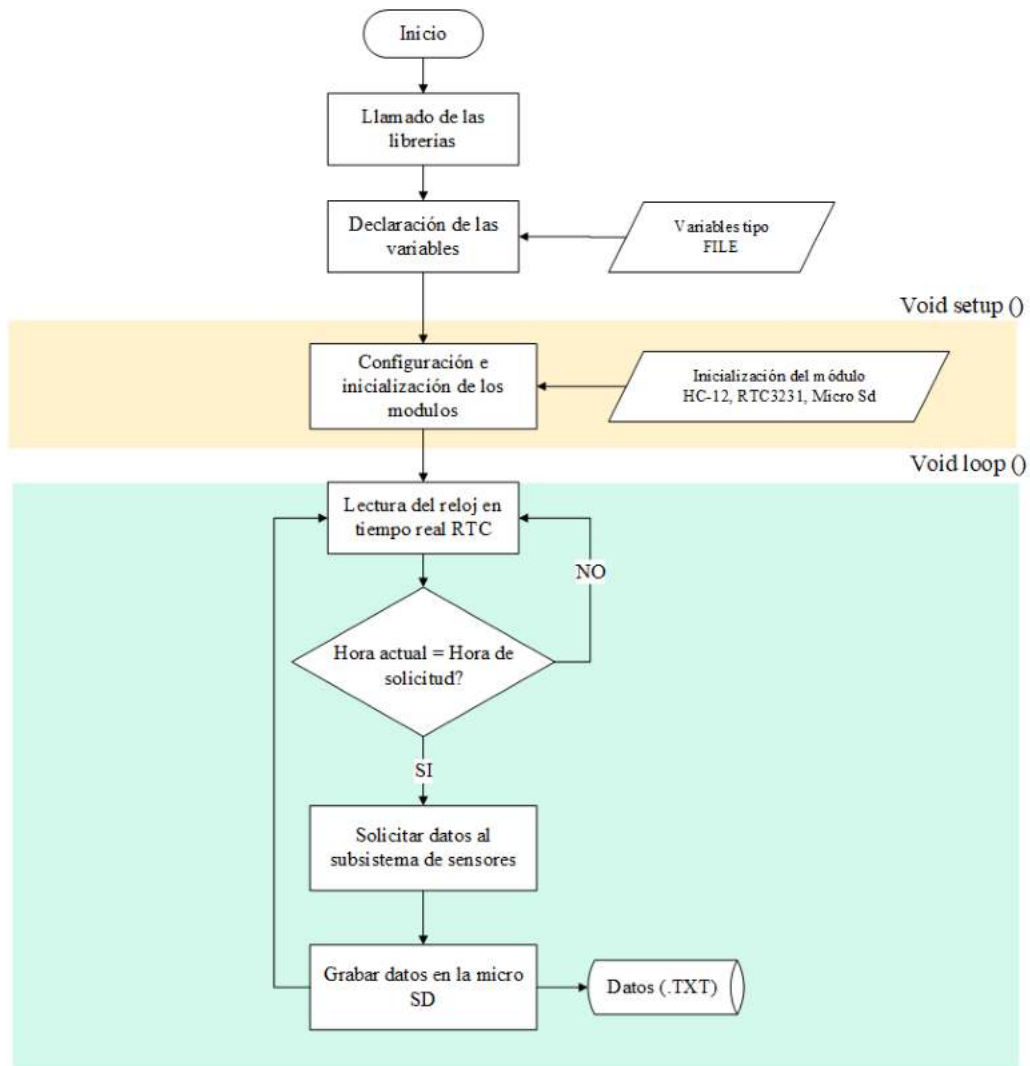 Inicio
Llamado de las
librerías
Declaración de las
variables
Variables tipo
FILE
Void setup ()
Configuración e
inicialización de los
modulos
Inicialización del módulo
HC-12, RTC3231, Micro Sd
Void loop ()
Lectura del reloj en
tiempo real RTC
NO
Hora actual = Hora de
solicitud?
SI
Solicitar datos al
subsistema de sensores
Grabar datos en la micro
SD
Datos (.TXT)